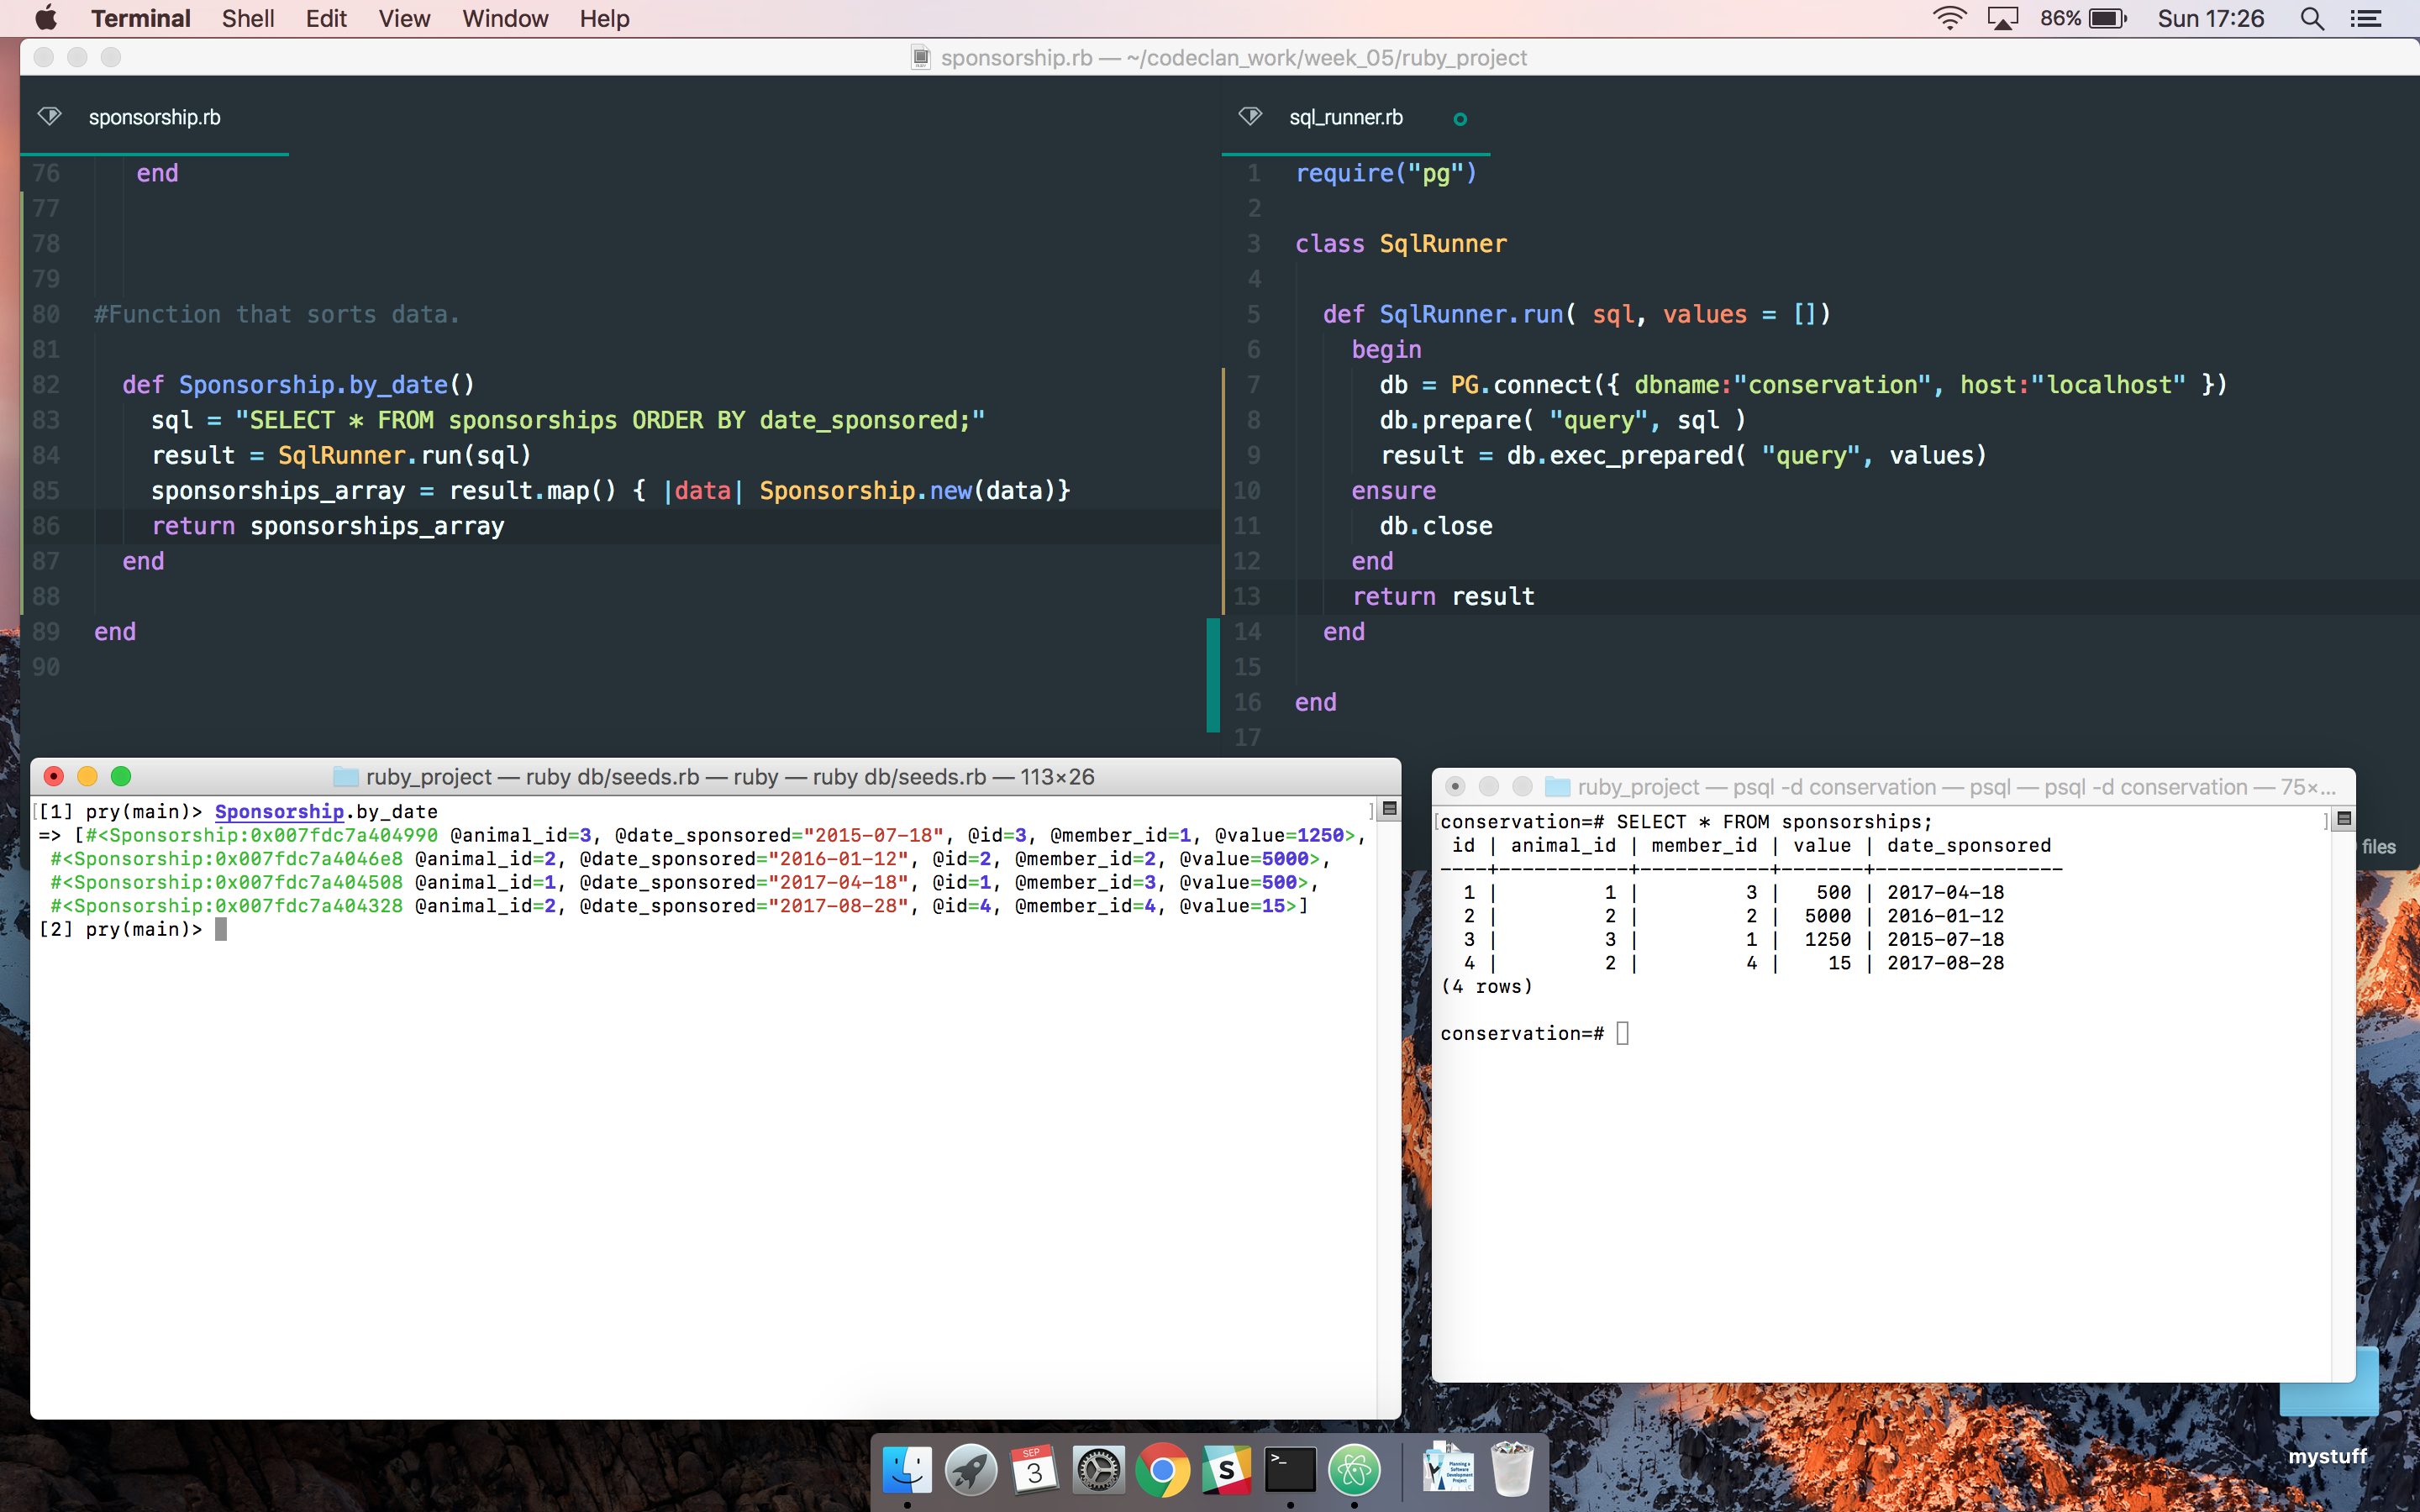 Terminal Shell Edit View Window Help 86% Sun 17:26
sponsorship.rb — ~/codeclan_work/week_05/ruby_project
sponsorship.rb
76 end
77
78
79
80 #Function that sorts data.
81
82 def Sponsorship.by_date()
83 sql = "SELECT * FROM sponsorships ORDER BY date_sponsored;"
84 result = SqlRunner.run(sql)
85 sponsorships_array = result.map() { |data| Sponsorship.new(data)}
86 return sponsorships_array
87 end
88
89 end
90
sql_runner.rb
1 require("pg")
2
3 class SqlRunner
4
5 def SqlRunner.run( sql, values = [])
6 begin
7 db = PG.connect({ dbname:"conservation", host:"localhost" })
8 db.prepare( "query", sql )
9 result = db.exec_prepared( "query", values)
10 ensure
11 db.close
12 end
13 return result
14 end
15
16 end
17
files
ruby_project — ruby db/seeds.rb — ruby — ruby db/seeds.rb — 113×26
[1] pry(main)> Sponsorship.by_date
=> [#<Sponsorship:0x007fdc7a404990 @animal_id=3, @date_sponsored="2015-07-18", @id=3, @member_id=1, @value=1250>,
#<Sponsorship:0x007fdc7a4046e8 @animal_id=2, @date_sponsored="2016-01-12", @id=2, @member_id=2, @value=5000>,
#<Sponsorship:0x007fdc7a404508 @animal_id=1, @date_sponsored="2017-04-18", @id=1, @member_id=3, @value=500>,
#<Sponsorship:0x007fdc7a404328 @animal_id=2, @date_sponsored="2017-08-28", @id=4, @member_id=4, @value=15>]
[2] pry(main)>
ruby_project — psql -d conservation — psql — psql -d conservation — 75×...
conservation=# SELECT * FROM sponsorships;
id | animal_id | member_id | value | date_sponsored
----+-----------+-----------+-------+----------------
1 | 1 | 3 | 500 | 2017-04-18
2 | 2 | 2 | 5000 | 2016-01-12
3 | 3 | 1 | 1250 | 2015-07-18
4 | 2 | 4 | 15 | 2017-08-28
(4 rows)
conservation=#
mystuff
SEP
3
S
>_
Planning a
Software
Development
Project